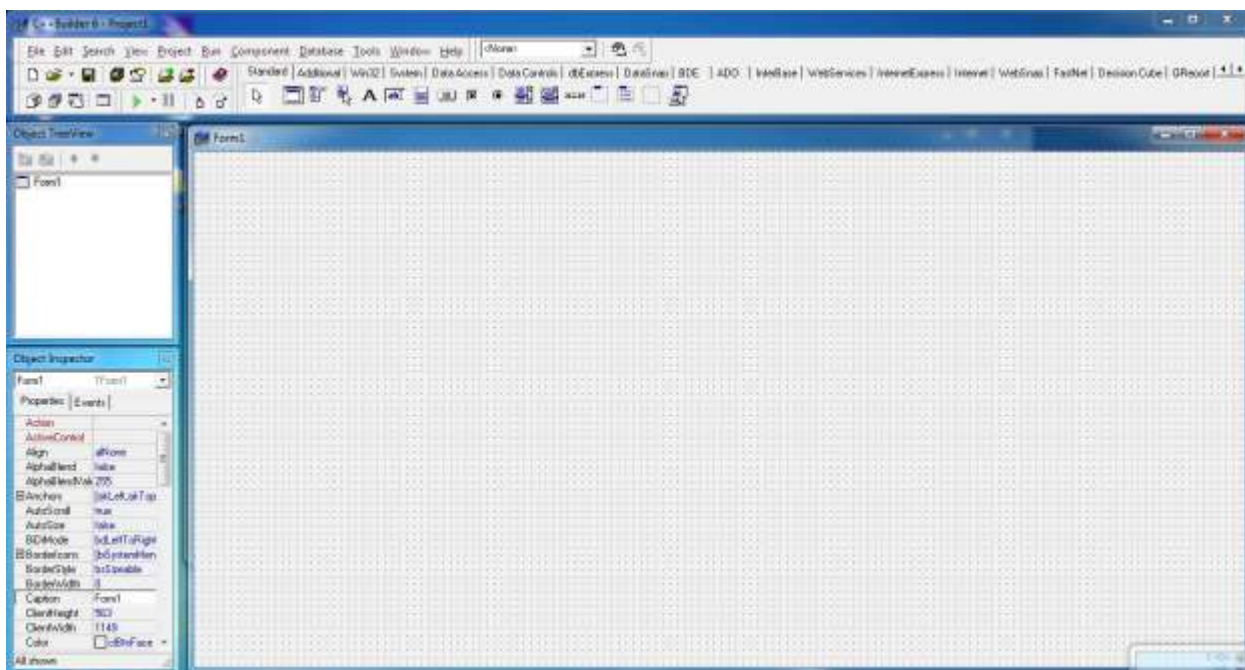 C++Builder 6 - Project1
File Edit Search View Project Run Component Database Tools Window Help <None>
Standard Additional Win32 System Data Access Data Controls dbExpress DataSnap BDE ADO InterBase WebServices InternetExpress Internet WebSnap FastNet Decision Cube QReport
Object TreeView
Form1
Form1
Object Inspector
Form1 TForm1
Properties Events
Action
ActiveControl
Align alNone
AlphaBlend false
AlphaBlendVal 255
Anchors [akLeft,akTop
AutoScroll true
AutoSize false
BiDiMode bdLeftToRight
BorderIcons [biSystemMen
BorderStyle bsSizeable
BorderWidth 0
Caption Form1
ClientHeight
ClientWidth 1149
Color clBtnFace
All shown